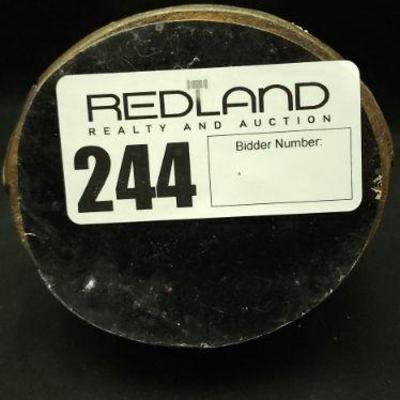 REDLAND
REALTY AND AUCTION
244
Bidder Number: